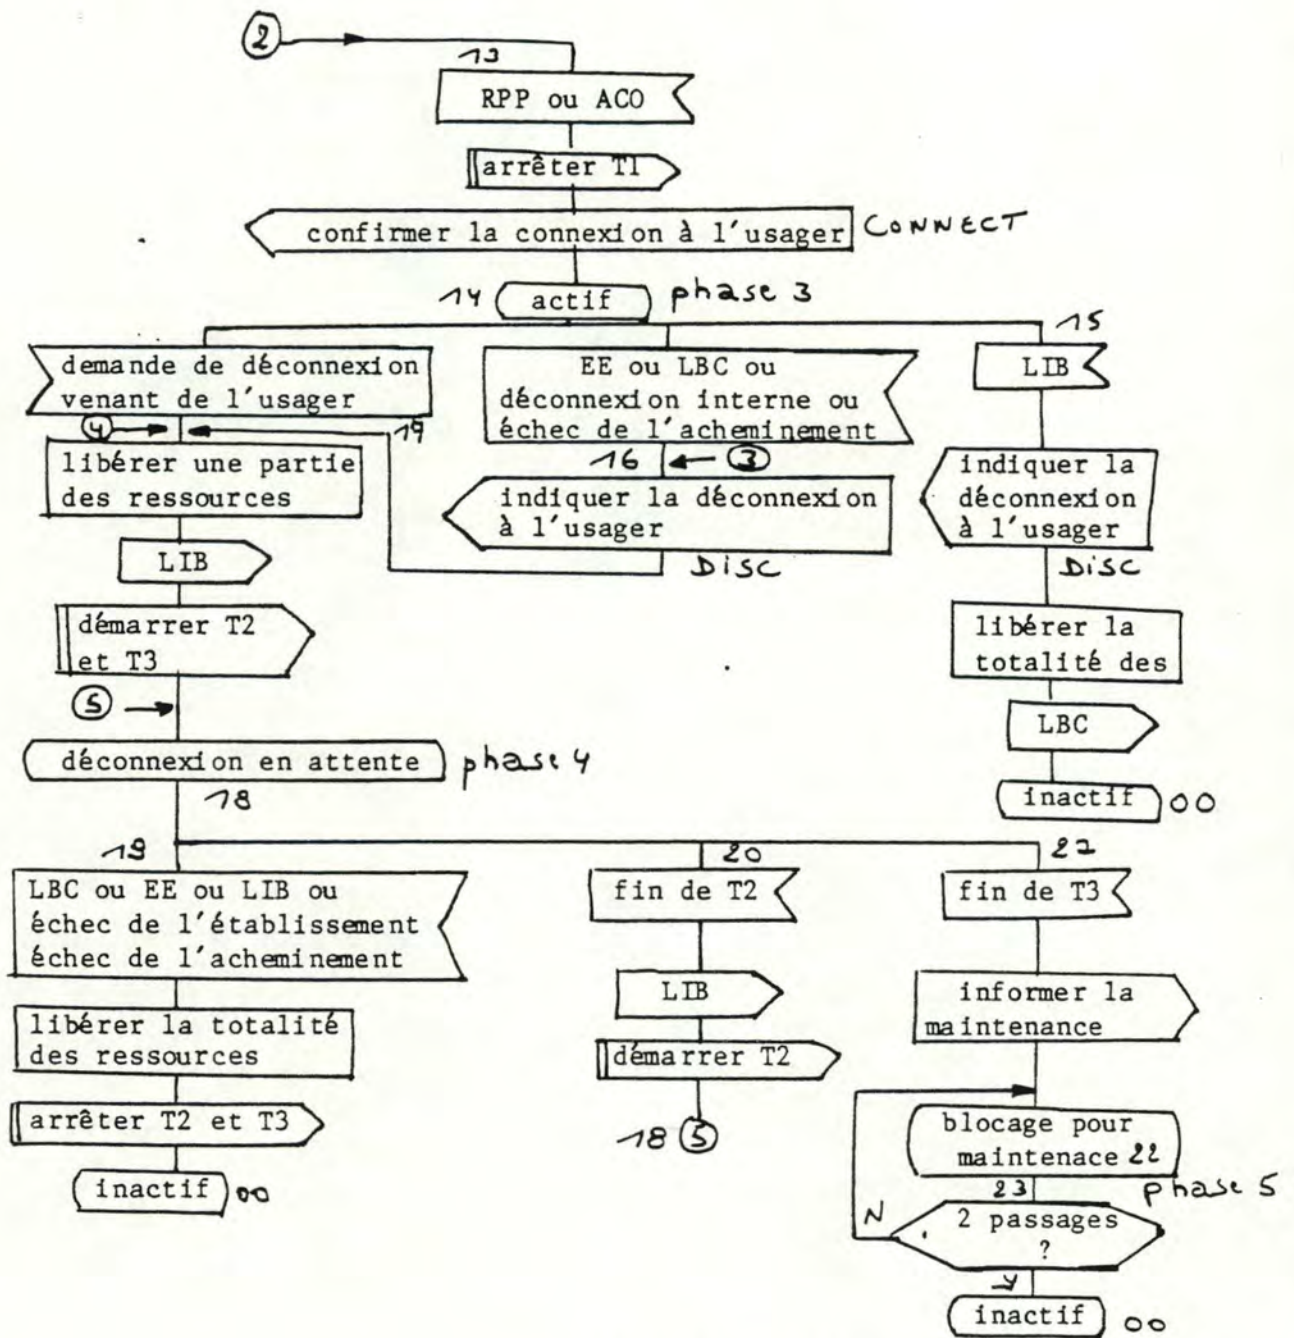 2
13
RPP ou ACO
arrêter T1
confirmer la connexion à l'usager CONNECT
14 actif phase 3
15
demande de déconnexion
venant de l'usager
EE ou LBC ou
déconnexion interne ou
échec de l'acheminement
LIB
4
19
16
3
libérer une partie
des ressources
indiquer la déconnexion
à l'usager
DISC
indiquer la
déconnexion
à l'usager
DISC
LIB
démarrer T2
et T3
libérer la
totalité des
5
LBC
déconnexion en attente phase 4
inactif 00
18
19
20
LBC ou EE ou LIB ou
échec de l'établissement
échec de l'acheminement
fin de T2
fin de T3
LIB
informer la
maintenance
libérer la totalité
des ressources
démarrer T2
arrêter T2 et T3
18 5
blocage pour
maintenace 22
phase 5
inactif 00
23
N
2 passages
?
Y
inactif 00